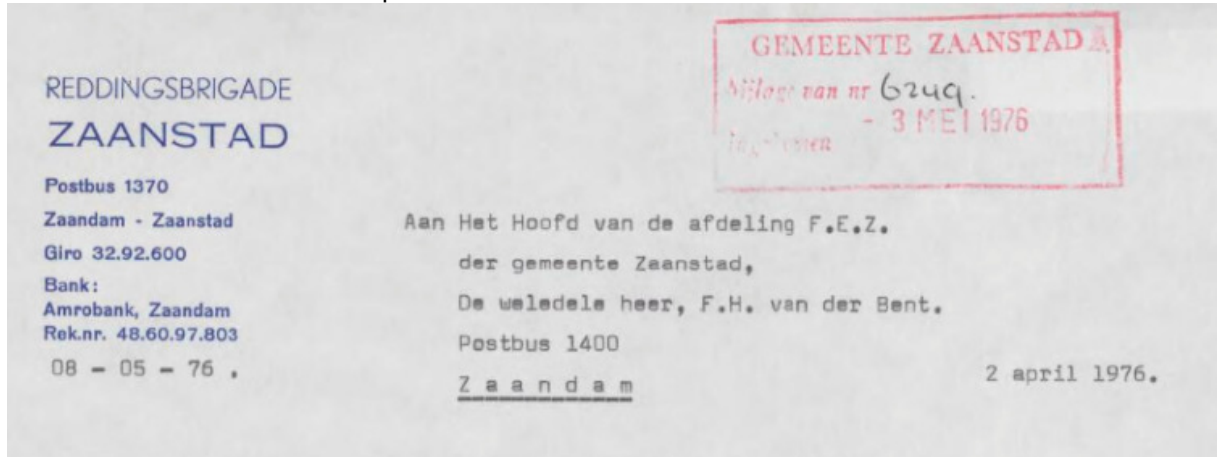 GEMEENTE ZAANSTAD
Bijlage van nr 6249.
- 3 MEI 1976
Ingekomen
REDDINGSBRIGADE
ZAANSTAD
Postbus 1370
Zaandam - Zaanstad
Giro 32.92.600
Bank:
Amrobank, Zaandam
Rek.nr. 48.60.97.803
08 - 05 - 76 .
Aan Het Hoofd van de afdeling F.E.Z.
der gemeente Zaanstad,
De weledele heer, F.H. van der Bent.
Postbus 1400
Z a a n d a m
2 april 1976.